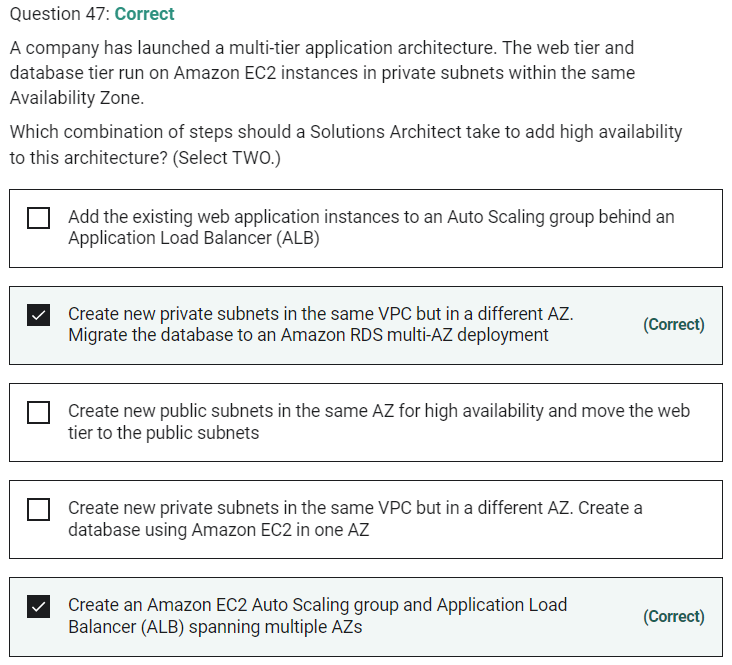 Question 47: Correct
A company has launched a multi-tier application architecture. The web tier and
database tier run on Amazon EC2 instances in private subnets within the same
Availability Zone.
Which combination of steps should a Solutions Architect take to add high availability
to this architecture? (Select TWO.)
Add the existing web application instances to an Auto Scaling group behind an
Application Load Balancer (ALB)
Create new private subnets in the same VPC but in a different AZ.
Migrate the database to an Amazon RDS multi-AZ deployment
(Correct)
Create new public subnets in the same AZ for high availability and move the web
tier to the public subnets
Create new private subnets in the same VPC but in a different AZ. Create a
database using Amazon EC2 in one AZ
Create an Amazon EC2 Auto Scaling group and Application Load
Balancer (ALB) spanning multiple AZs
(Correct)